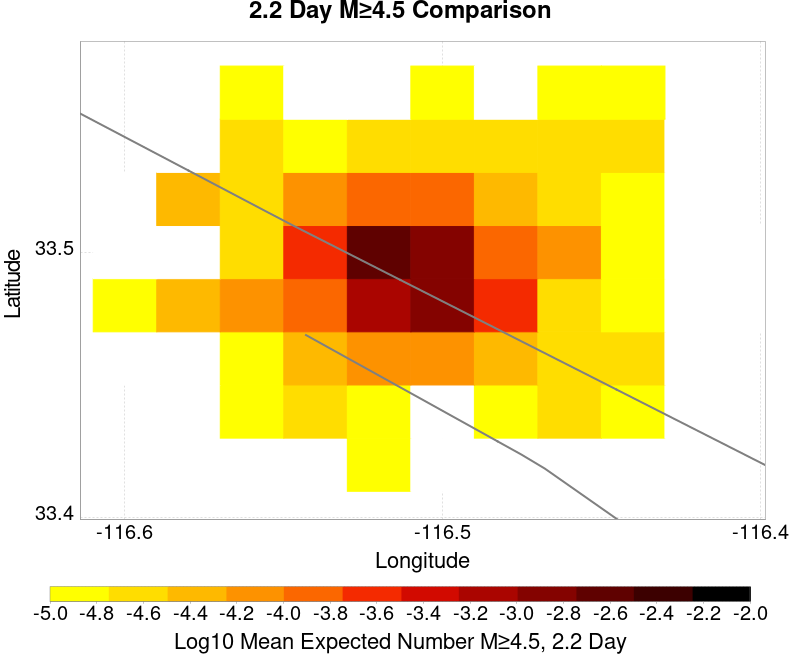 2.2 Day M≥4.5 Comparison
Latitude
33.5
33.4
-116.6 -116.5 -116.4
Longitude
-5.0 -4.8 -4.6 -4.4 -4.2 -4.0 -3.8 -3.6 -3.4 -3.2 -3.0 -2.8 -2.6 -2.4 -2.2 -2.0
Log10 Mean Expected Number M≥4.5, 2.2 Day